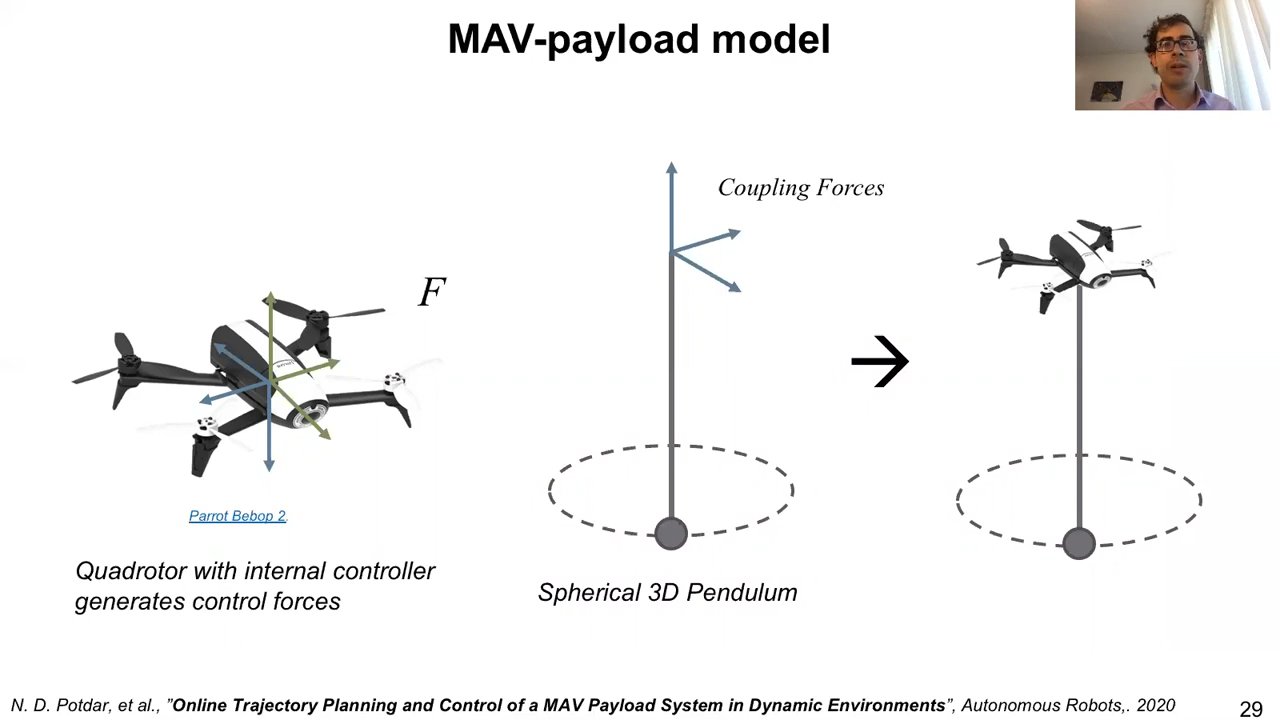 MAV-payload model
Coupling Forces
F
Parrot Bebop 2.
Quadrotor with internal controller
generates control forces
Spherical 3D Pendulum
N. D. Potdar, et al., ”Online Trajectory Planning and Control of a MAV Payload System in Dynamic Environments”, Autonomous Robots,. 2020
29